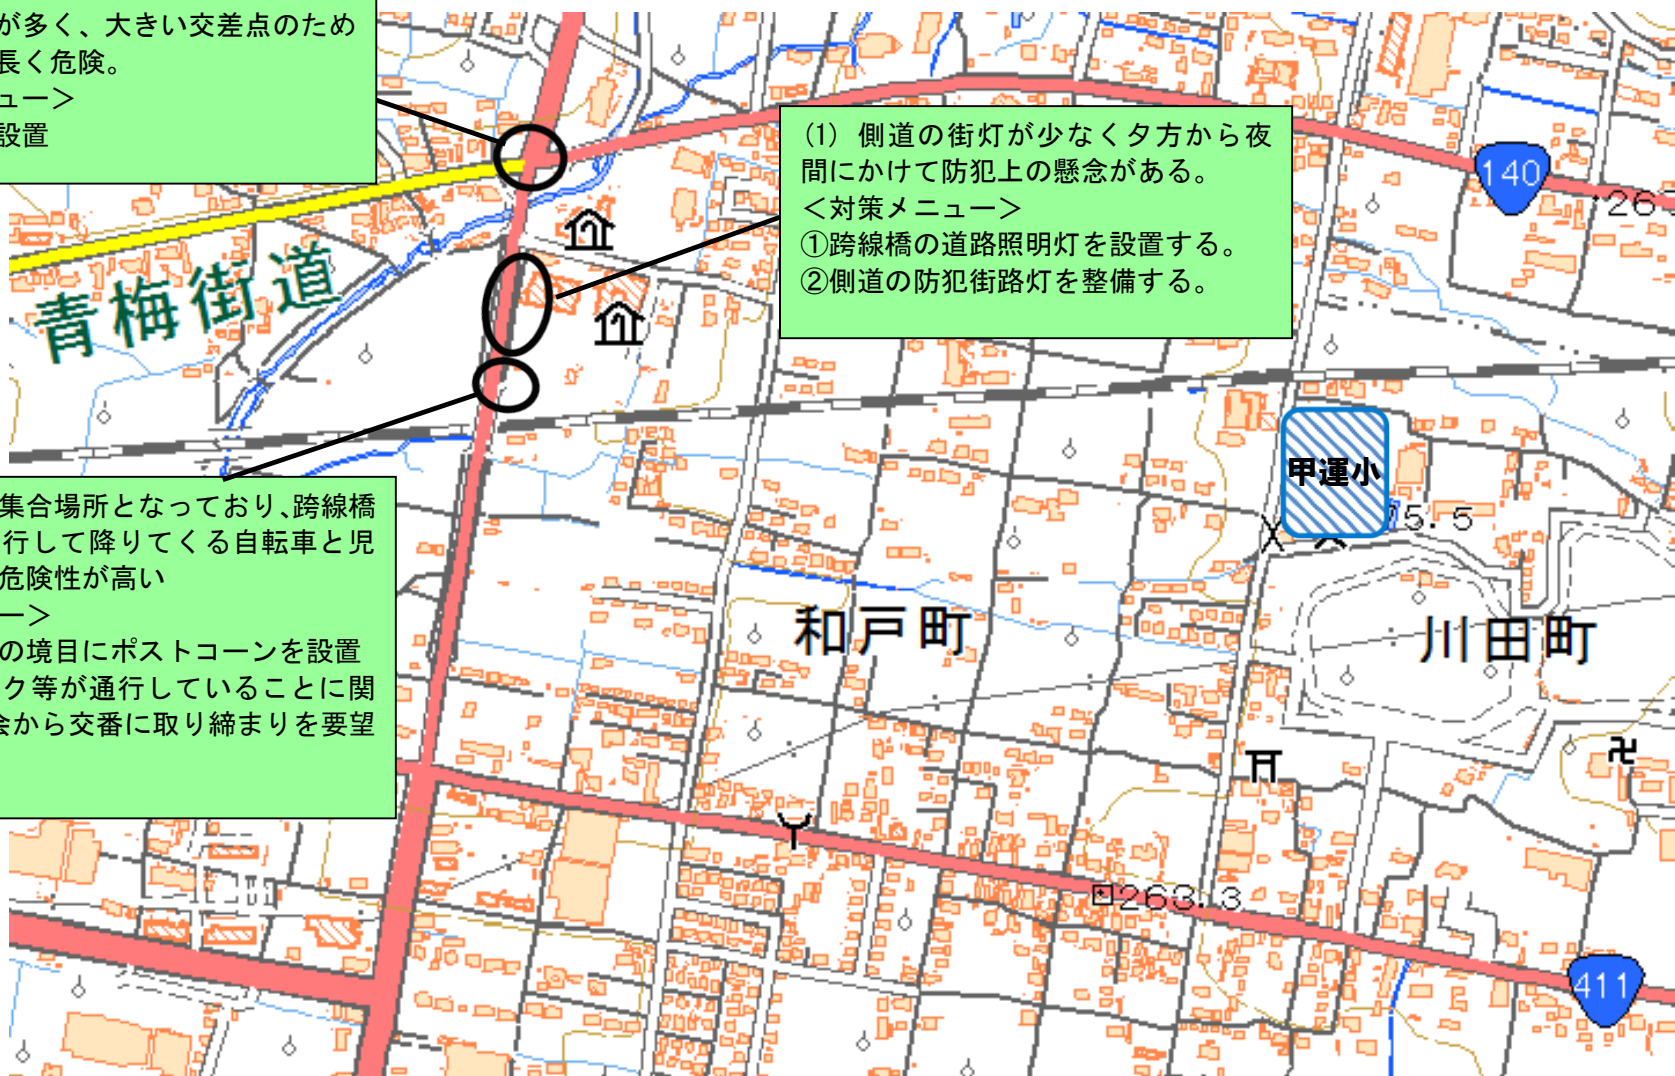 が多く、大きい交差点のため
長く危険。
ュー＞
設置
(1) 側道の街灯が少なく夕方から夜
間にかけて防犯上の懸念がある。
＜対策メニュー＞
①跨線橋の道路照明灯を設置する。
②側道の防犯街路灯を整備する。
140
26
青梅街道
甲運小
75.5
集合場所となっており、跨線橋
行して降りてくる自転車と児
危険性が高い
ー＞
の境目にポストコーンを設置
ク等が通行していることに関
会から交番に取り締まりを要望
和戸町
川田町
263.3
411